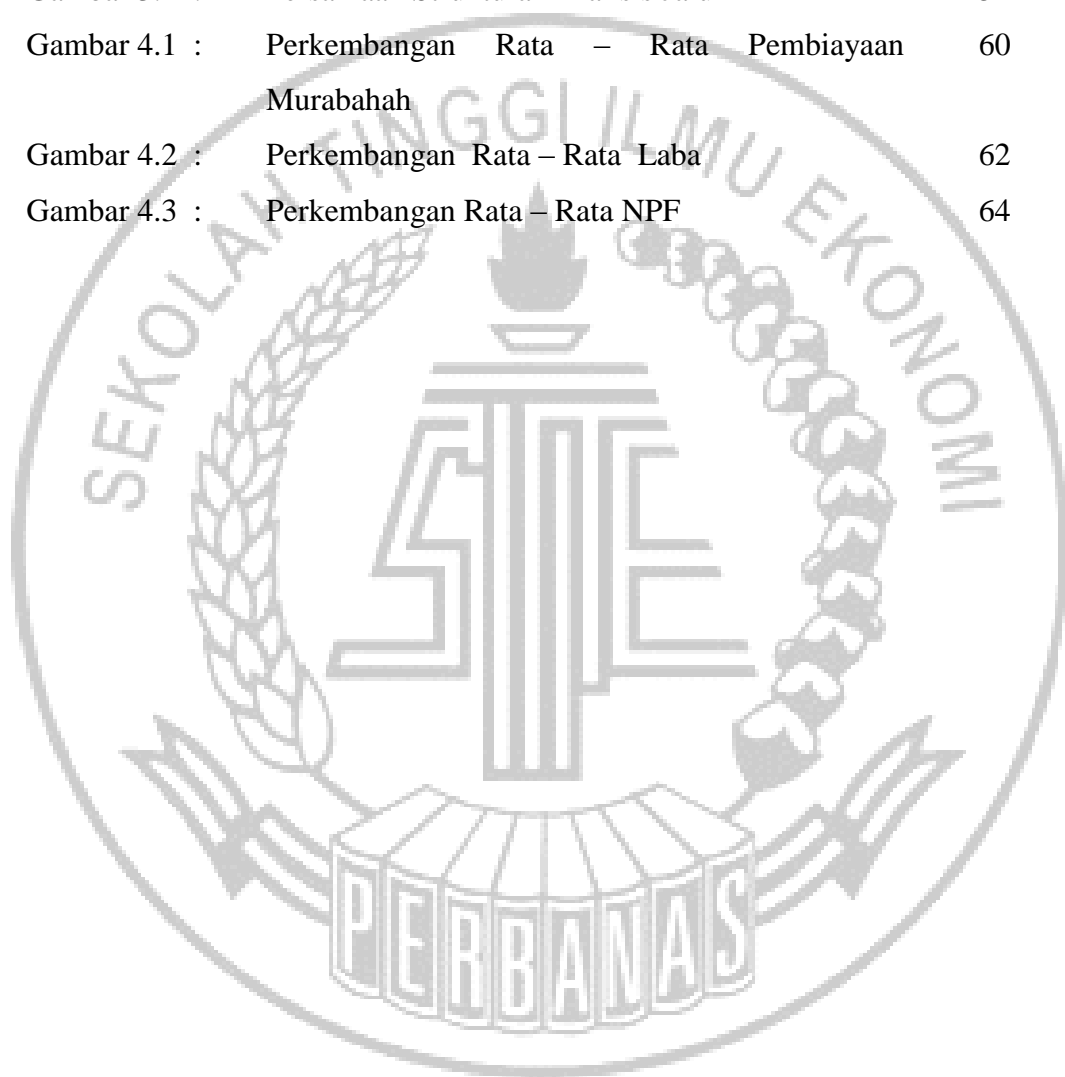 Gambar 4.1 : Perkembangan Rata – Rata Pembiayaan 60
Murabahah
Gambar 4.2 : Perkembangan Rata – Rata Laba 62
Gambar 4.3 : Perkembangan Rata – Rata NPF 64
SEKOLAH TINGGI ILMU EKONOMI
STIE
PERBANAS